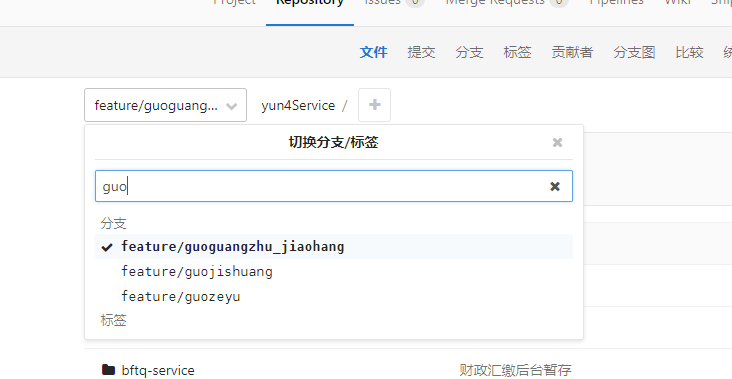 Project Repository Issues 0 Merge Requests 0 Pipelines Wiki
文件 提交 分支 标签 贡献者 分支图 比较
feature/guoguang... yun4Service / +
切换分支/标签
guo
分支
feature/guoguangzhu_jiaohang
feature/guojishuang
feature/guozeyu
标签
bftq-service 财政汇缴后台暂存